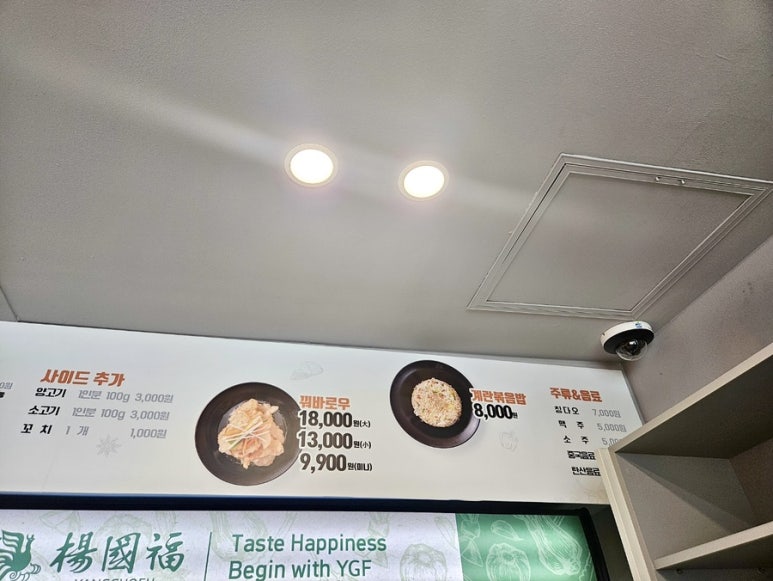 사이드 추가
양고기 1인분 100g 3,000원
소고기 1인분 100g 3,000원
꼬치 1개 1,000원
꿔바로우
18,000원(大)
13,000원(小)
9,900원(미니)
계란볶음밥
8,000원
주류&음료
칭다오 7,000원
맥주 5,000원
소주
중국음료
탄산음료
楊國福
Taste Happiness
Begin with YGF